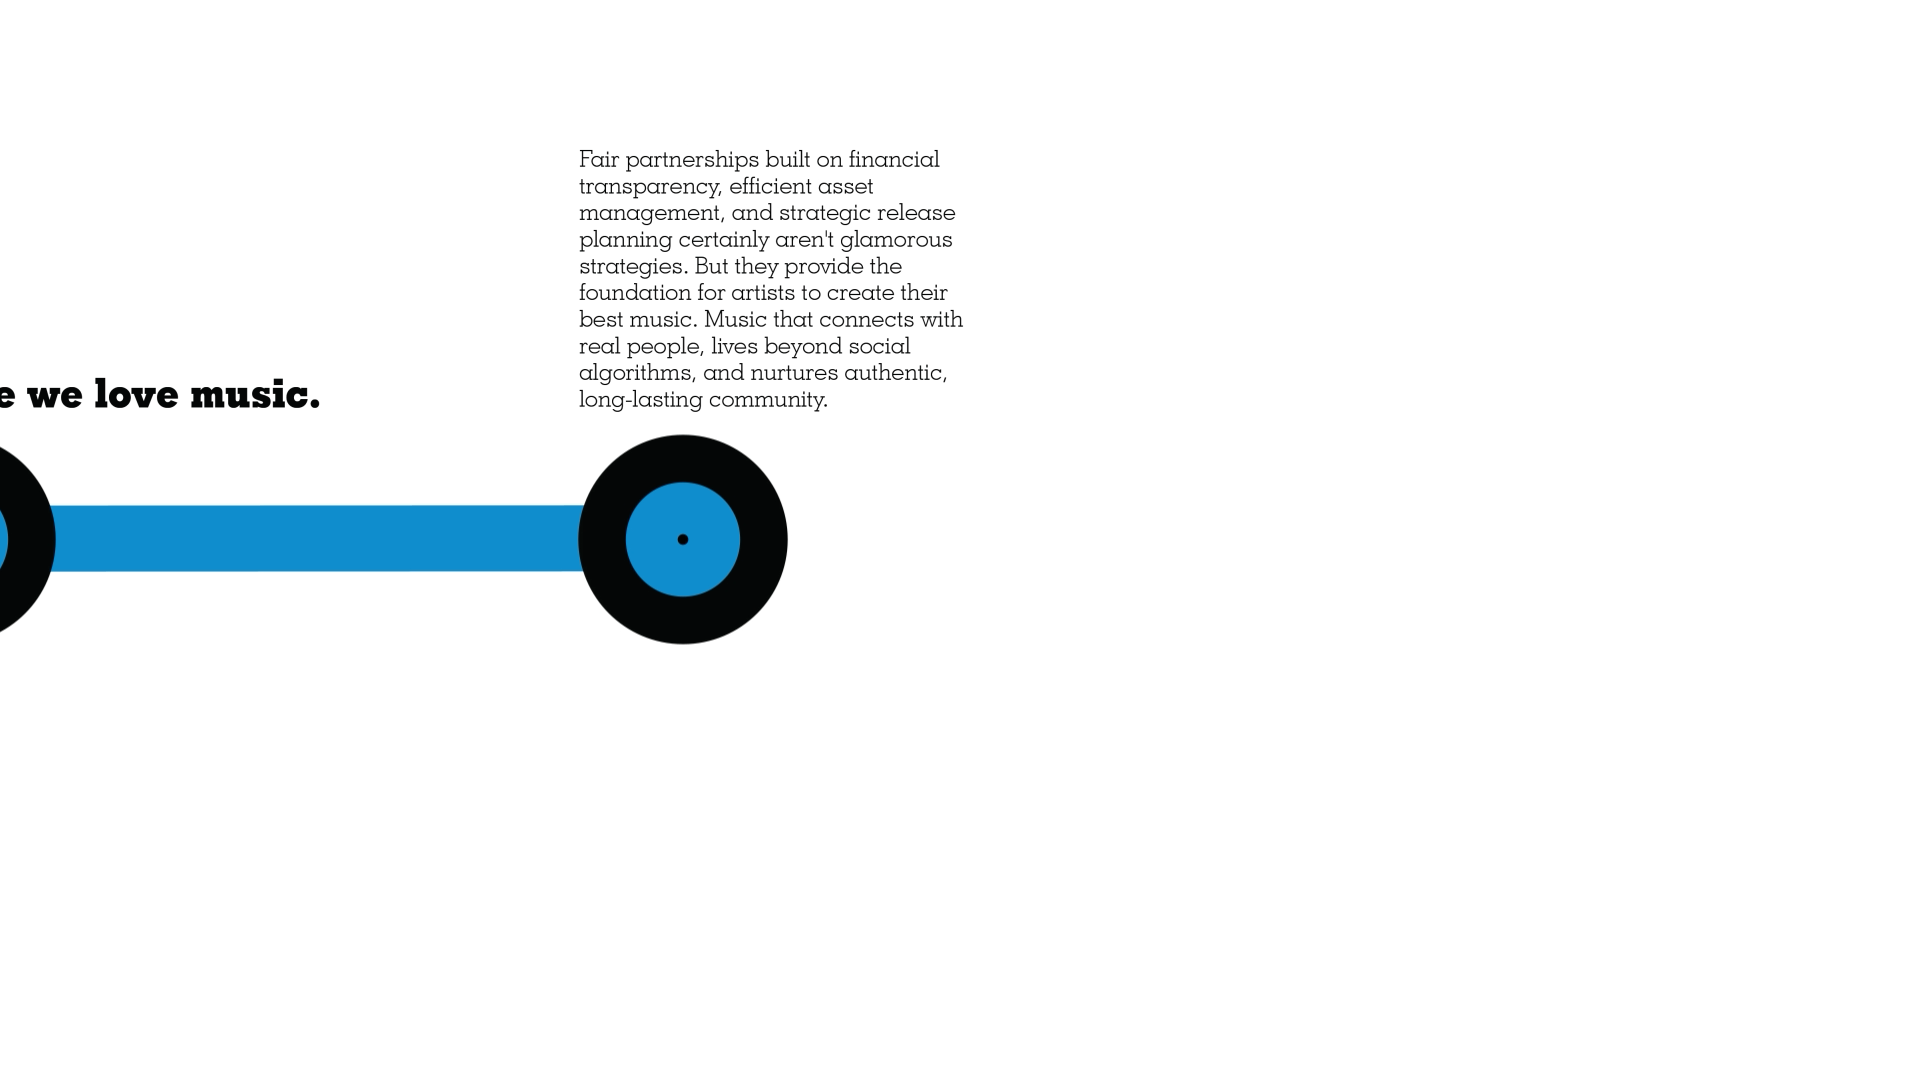 e we love music.
Fair partnerships built on financial
transparency, efficient asset
management, and strategic release
planning certainly aren't glamorous
strategies. But they provide the
foundation for artists to create their
best music. Music that connects with
real people, lives beyond social
algorithms, and nurtures authentic,
long-lasting community.